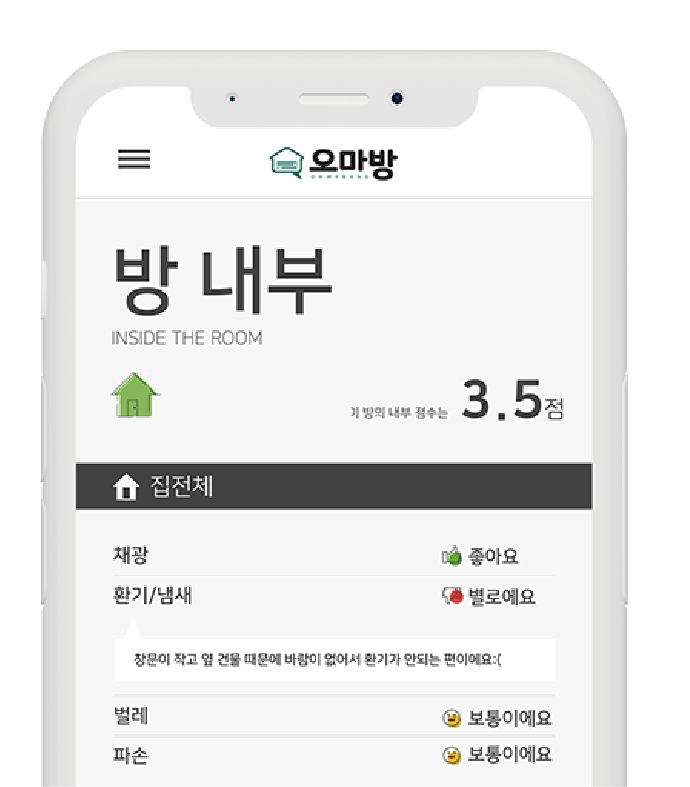 오마방
OHMYBANG
방 내부
INSIDE THE ROOM
이 방의 내부 점수는 3.5점
집전체
채광 좋아요
환기/냄새 별로예요
창문이 작고 옆 건물 때문에 바람이 없어서 환기가 안되는 편이에요:(
벌레 보통이에요
파손 보통이에요